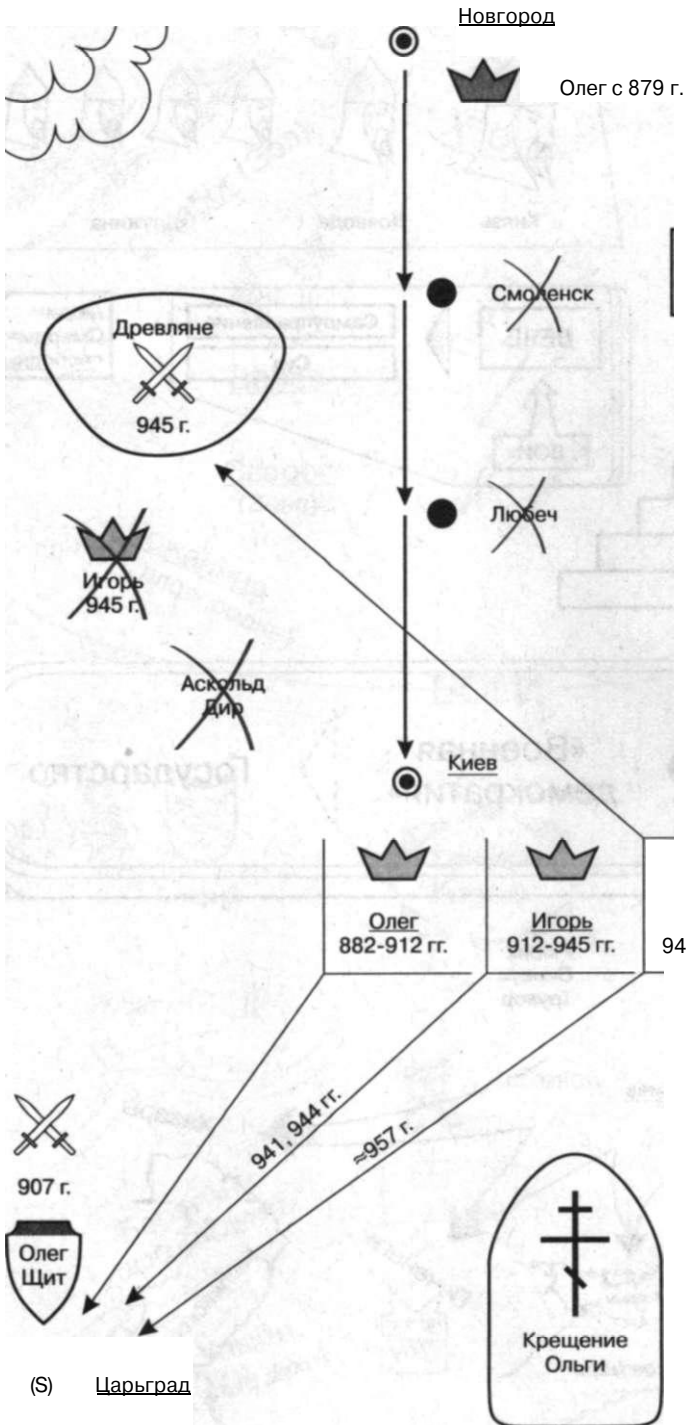 Новгород
Олег с 879 г.
Смоленск
Древляне
945 г.
Любеч
Игорь
945 г.
Аскольд
Дир
Киев
Олег
882-912 гг.
Игорь
912-945 гг.
94
941, 944 гг.
≈957 г.
907 г.
Олег
Щит
Крещение
Ольги
(S) Царьград